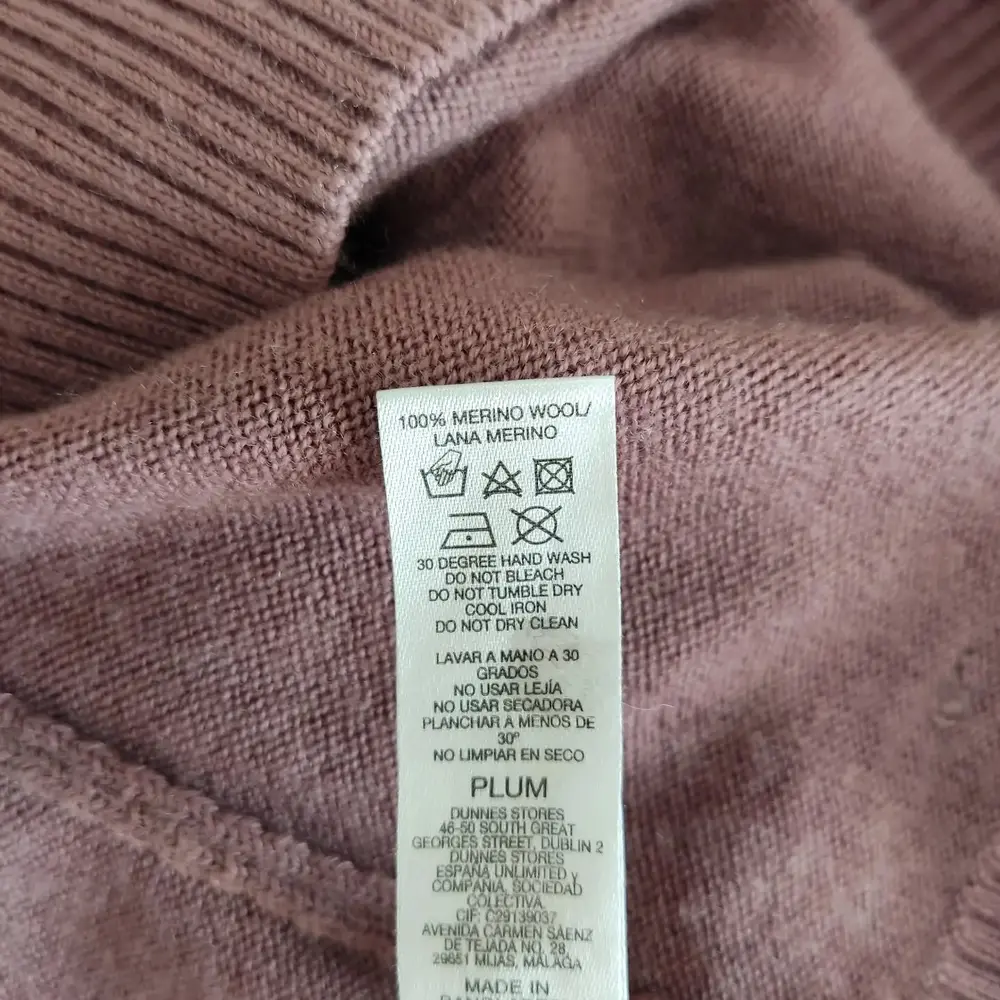 100% MERINO WOOL/
LANA MERINO
30 DEGREE HAND WASH
DO NOT BLEACH
DO NOT TUMBLE DRY
COOL IRON
DO NOT DRY CLEAN
LAVAR A MANO A 30
GRADOS
NO USAR LEJÍA
NO USAR SECADORA
PLANCHAR A MENOS DE
30º
NO LIMPIAR EN SECO
PLUM
DUNNES STORES
46-50 SOUTH GREAT
GEORGES STREET, DUBLIN 2
DUNNES STORES
ESPAÑA UNLIMITED Y
COMPANIA, SOCIEDAD
COLECTIVA.
CIF: C29139037
AVENIDA CARMEN SAENZ
DE TEJADA NO. 28,
29651 MIJAS, MALAGA
MADE IN